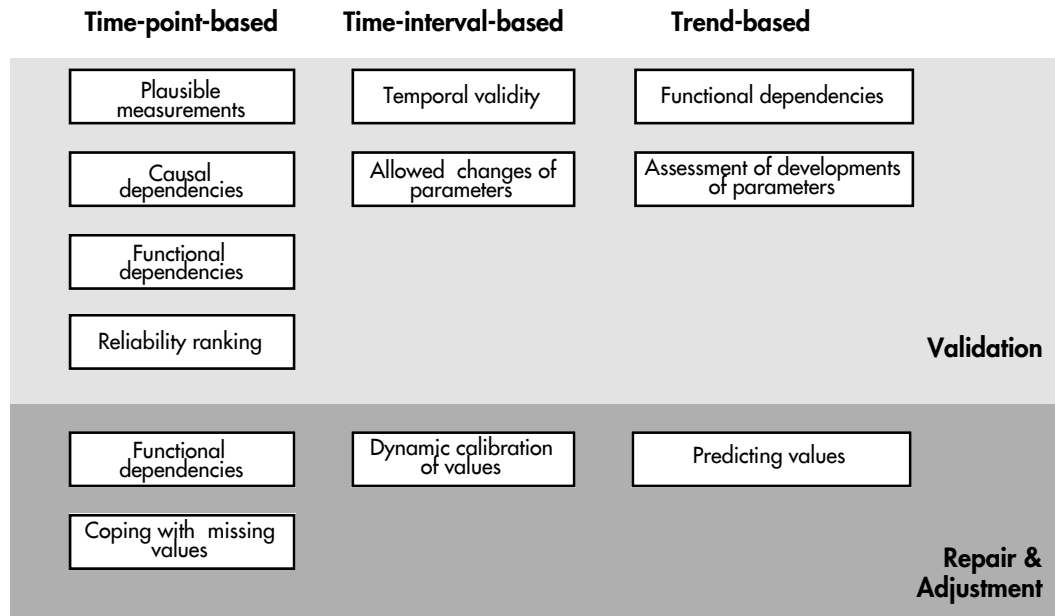 Time-point-based Time-interval-based Trend-based
Plausible
measurements
Temporal validity
Functional dependencies
Causal
dependencies
Allowed changes of
parameters
Assessment of developments
of parameters
Functional
dependencies
Reliability ranking
Validation
Functional
dependencies
Dynamic calibration
of values
Predicting values
Coping with missing
values
Repair &
Adjustment